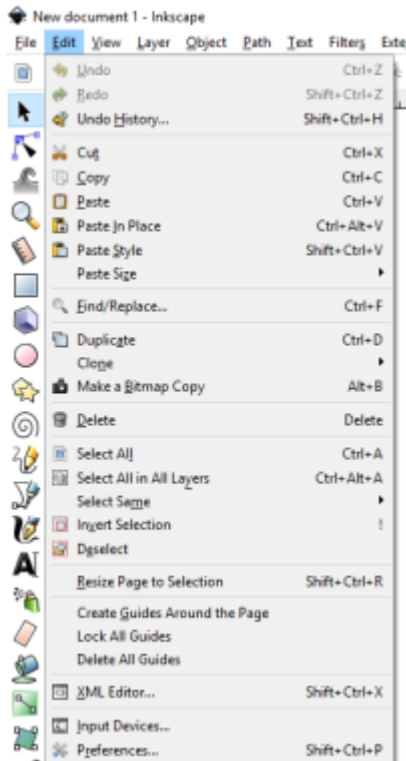 New document 1 - Inkscape
File Edit View Layer Object Path Text Filters Exte
Undo Ctrl+Z
Redo Shift+Ctrl+Z
Undo History... Shift+Ctrl+H
Cut Ctrl+X
Copy Ctrl+C
Paste Ctrl+V
Paste In Place Ctrl+Alt+V
Paste Style Shift+Ctrl+V
Paste Size
Find/Replace... Ctrl+F
Duplicate Ctrl+D
Clone
Make a Bitmap Copy Alt+B
Delete Delete
Select All Ctrl+A
Select All in All Layers Ctrl+Alt+A
Select Same
Invert Selection !
Deselect
Resize Page to Selection Shift+Ctrl+R
Create Guides Around the Page
Lock All Guides
Delete All Guides
XML Editor... Shift+Ctrl+X
Input Devices...
Preferences... Shift+Ctrl+P